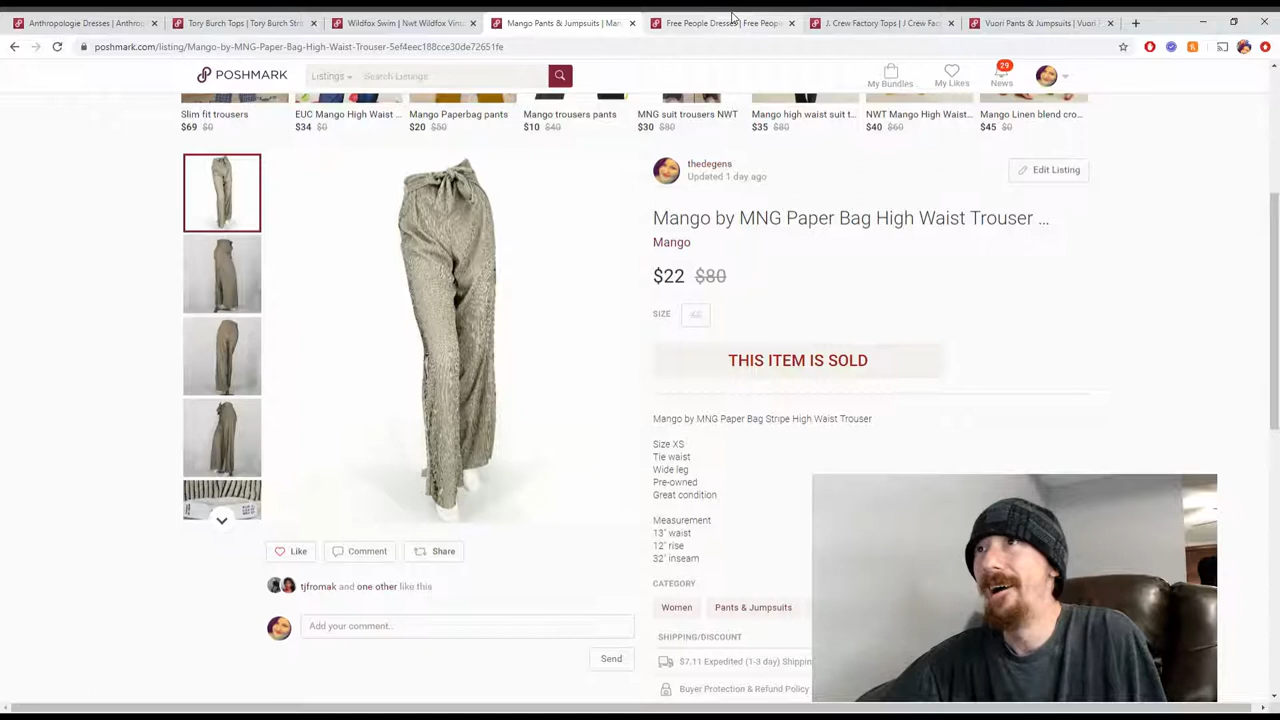 Anthropologie Dresses | Anthrop
Tory Burch Tops | Tory Burch Stri
Wildfox Swim | Nwt Wildfox Vintu
Mango Pants & Jumpsuits | Man
Free People Dresses | Free People
J. Crew Factory Tops | J Crew Fac
Vuori Pants & Jumpsuits | Vuori
poshmark.com/listing/Mango-by-MNG-Paper-Bag-High-Waist-Trouser-5ef4eec188cce30de72651fe
POSHMARK
Listings
Search Listings
My Bundles
My Likes
29
News
Slim fit trousers
$69 $0
EUC Mango High Waist ...
$34 $0
Mango Paperbag pants
$20 $50
Mango trousers pants
$10 $40
MNG suit trousers NWT
$30 $80
Mango high waist suit t...
$35 $80
NWT Mango High Waist...
$40 $60
Mango Linen blend cro...
$45 $0
thedegens
Updated 1 day ago
Edit Listing
Mango by MNG Paper Bag High Waist Trouser ...
Mango
$22 $80
SIZE
XS
THIS ITEM IS SOLD
Mango by MNG Paper Bag Stripe High Waist Trouser
Size XS
Tie waist
Wide leg
Pre-owned
Great condition
Measurement
13" waist
12" rise
32" inseam
CATEGORY
Women
Pants & Jumpsuits
SHIPPING/DISCOUNT
$7.11 Expedited (1-3 day) Shippin
Buyer Protection & Refund Policy
Like
Comment
Share
tjfromak and one other like this
Add your comment..
Send